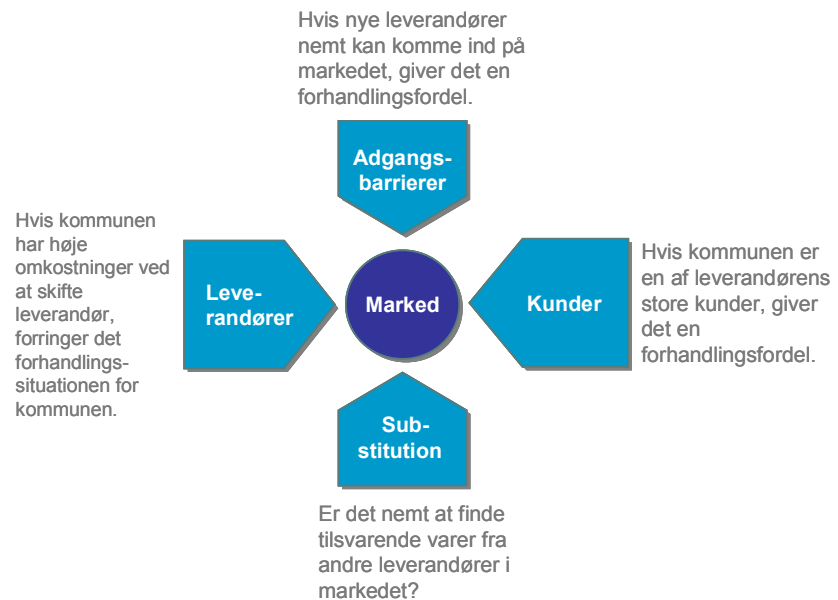 Hvis nye leverandører
nemt kan komme ind på
markedet, giver det en
forhandlingsfordel.
Adgangs-
barrierer
Hvis kommunen
har høje
omkostninger ved
at skifte
leverandør,
forringer det
forhandlings-
situationen for
kommunen.
Leve-
randører
Marked
Kunder
Hvis kommunen er
en af leverandørens
store kunder, giver
det en
forhandlingsfordel.
Sub-
stitution
Er det nemt at finde
tilsvarende varer fra
andre leverandører i
markedet?